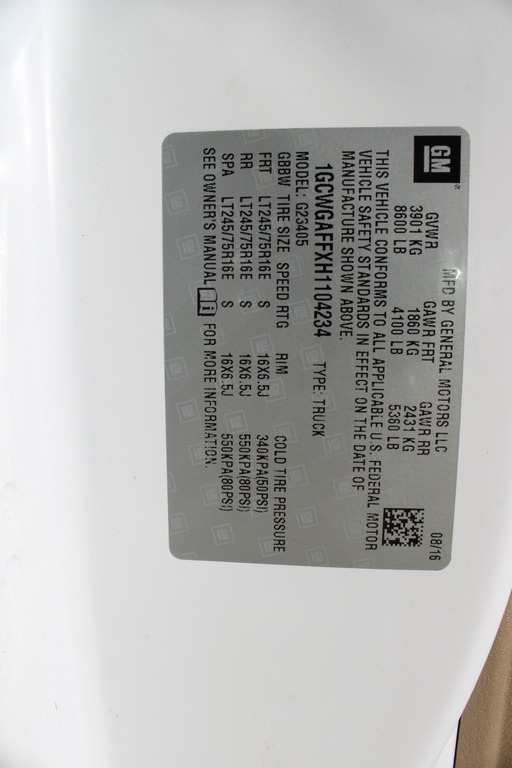 GM
MFD BY GENERAL MOTORS LLC 08/16
GVWR GAWR FRT GAWR RR
3901 KG 1860 KG 2431 KG
8600 LB 4100 LB 5360 LB
THIS VEHICLE CONFORMS TO ALL APPLICABLE U.S. FEDERAL MOTOR
VEHICLE SAFETY STANDARDS IN EFFECT ON THE DATE OF
MANUFACTURE SHOWN ABOVE.
1GCWGAFFXH1104234 TYPE: TRUCK
MODEL: G23405
GBBW TIRE SIZE SPEED RTG RIM COLD TIRE PRESSURE
FRT LT245/75R16E S 16X6.5J 340KPA(50PSI)
RR LT245/75R16E S 16X6.5J 550KPA(80PSI)
SPA LT245/75R16E S 16X6.5J 550KPA(80PSI)
SEE OWNER'S MANUAL FOR MORE INFORMATION.